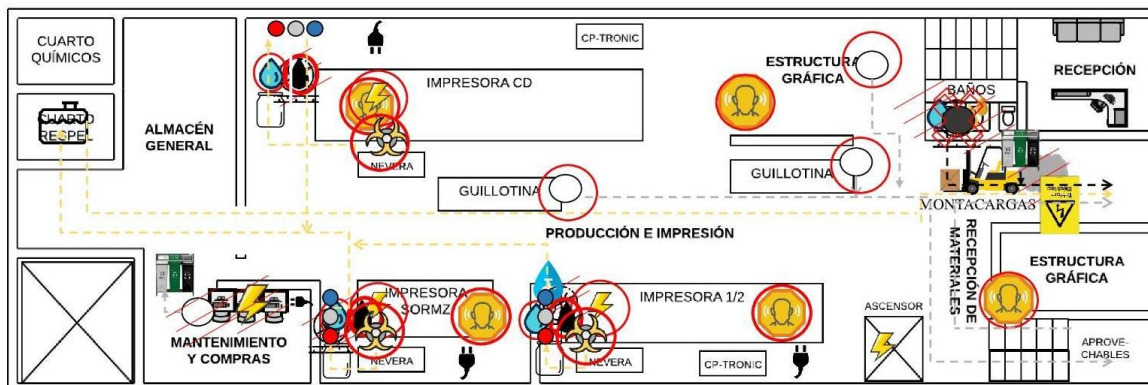 CUARTO
QUÍMICOS
CUARTO
RESPEL
ALMACÉN
GENERAL
CP-TRONIC
IMPRESORA CD
NEVERA
ESTRUCTURA
GRÁFICA
BAÑOS
RECEPCIÓN
GUILLOTINA
GUILLOTINA
MONTACARGAS
PRODUCCIÓN E IMPRESIÓN
RECEPCIÓN DE
MATERIALES
ESTRUCTURA
GRÁFICA
IMPRESORA
SORMZ
NEVERA
MANTENIMIENTO
Y COMPRAS
IMPRESORA 1/2
NEVERA
CP-TRONIC
ASCENSOR
APROVE-
CHABLES